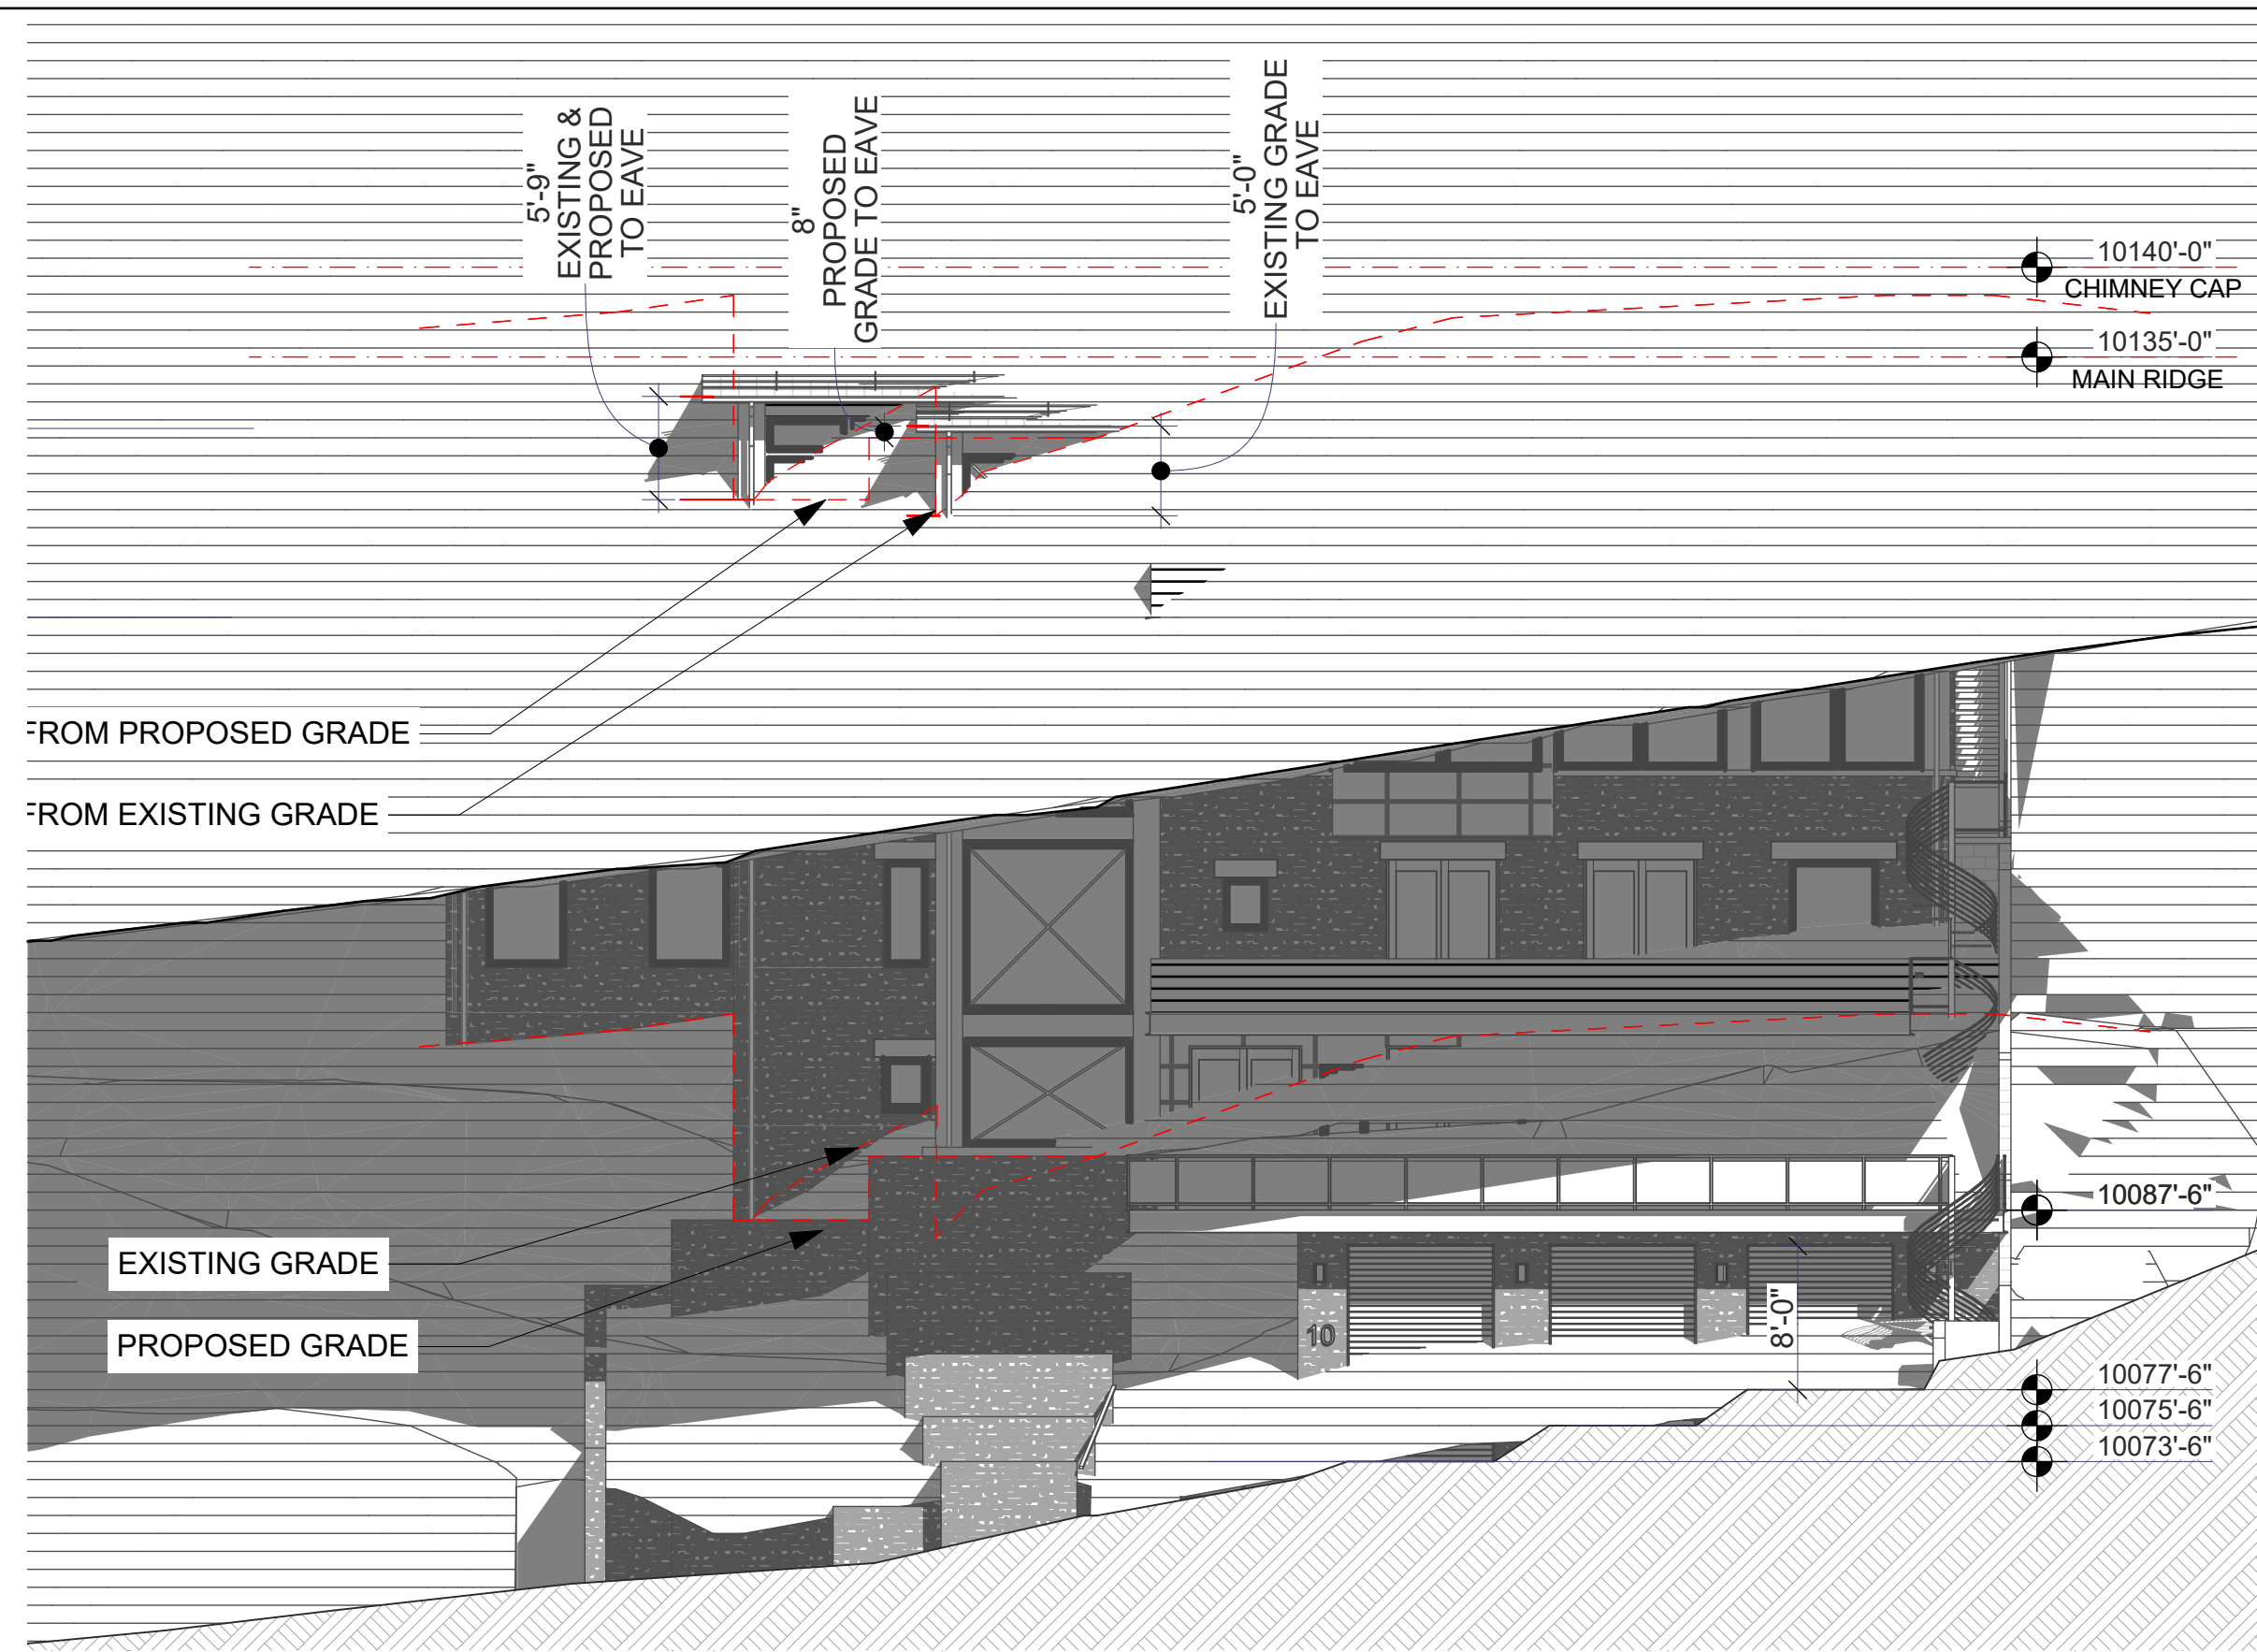 5'-9"
EXISTING &
PROPOSED
TO EAVE
8"
PROPOSED
GRADE TO EAVE
5'-0"
EXISTING GRADE
TO EAVE
10140'-0"
CHIMNEY CAP
10135'-0"
MAIN RIDGE
FROM PROPOSED GRADE
FROM EXISTING GRADE
10087'-6"
EXISTING GRADE
PROPOSED GRADE
10
8'-0"
10077'-6"
10075'-6"
10073'-6"